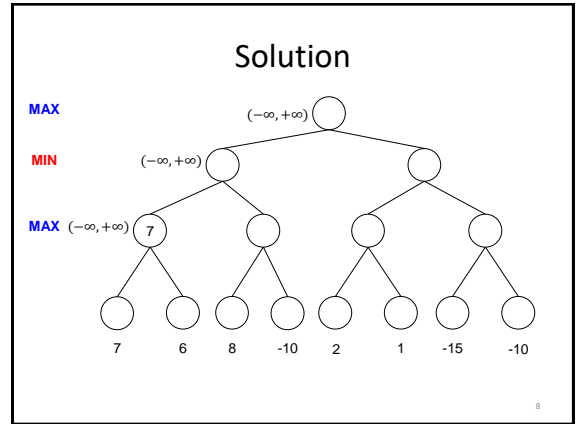 Solution
MAX (−∞, +∞)
MIN (−∞, +∞)
MAX (−∞, +∞) 7
7 6 8 -10 2 1 -15 -10
8